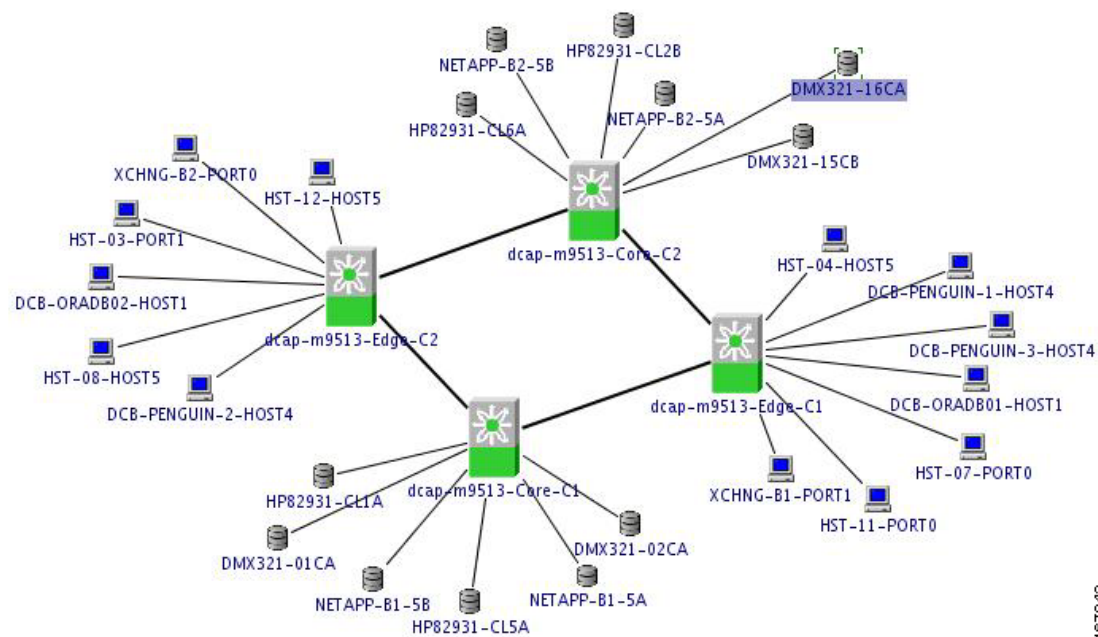 HP82931-CL2B
NETAPP-B2-5B
DMX321-16CA
NETAPP-B2-5A
HP82931-CL6A
DMX321-15CB
XCHNG-B2-PORT0
HST-12-HOST5
HST-03-PORT1
dcap-m9513-Core-C2
HST-04-HOST5
DCB-PENGUIN-1-HOST4
DCB-ORADB02-HOST1
dcap-m9513-Edge-C2
DCB-PENGUIN-3-HOST4
HST-08-HOST5
DCB-PENGUIN-2-HOST4
dcap-m9513-Edge-C1
DCB-ORADB01-HOST1
HST-07-PORT0
dcap-m9513-Core-C1
HP82931-CL1A
XCHNG-B1-PORT1
HST-11-PORT0
DMX321-02CA
DMX321-01CA
NETAPP-B1-5B
NETAPP-B1-5A
HP82931-CL5A